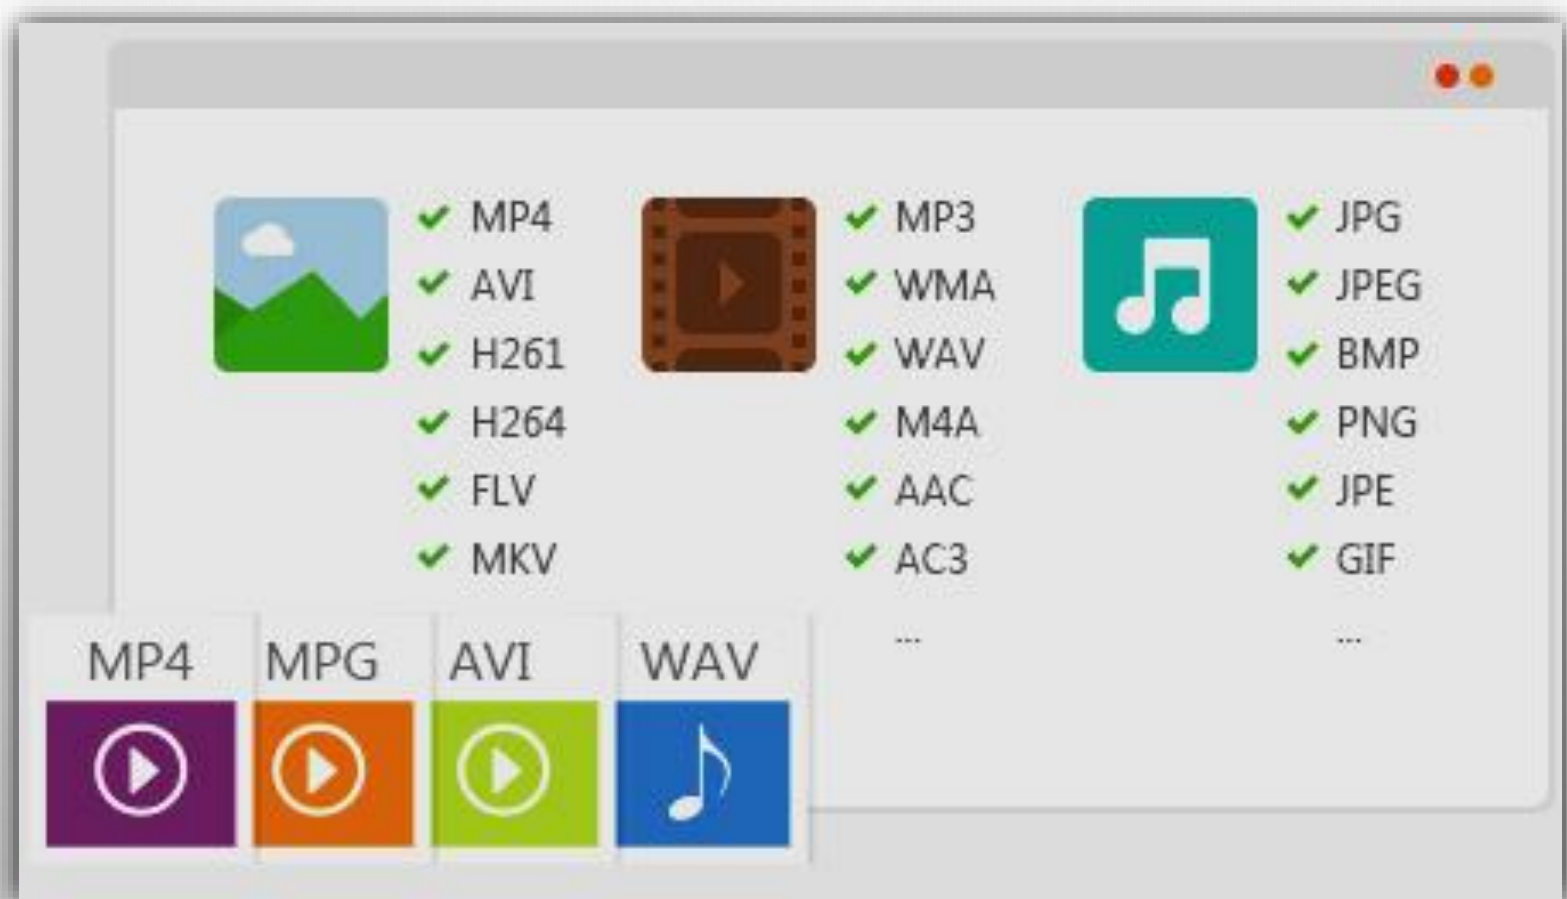 MP4
AVI
H261
H264
FLV
MKV
MP3
WMA
WAV
M4A
AAC
AC3
...
JPG
JPEG
BMP
PNG
JPE
GIF
...
MP4 MPG AVI WAV